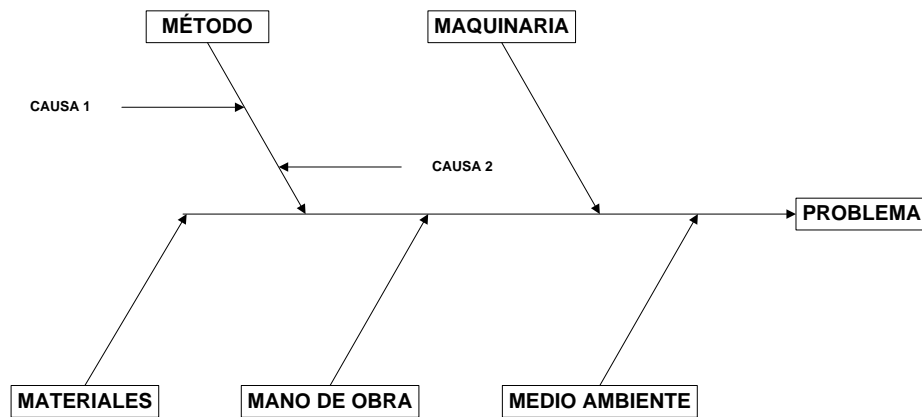 MÉTODO
MAQUINARIA
CAUSA 1
CAUSA 2
PROBLEMA
MATERIALES
MANO DE OBRA
MEDIO AMBIENTE